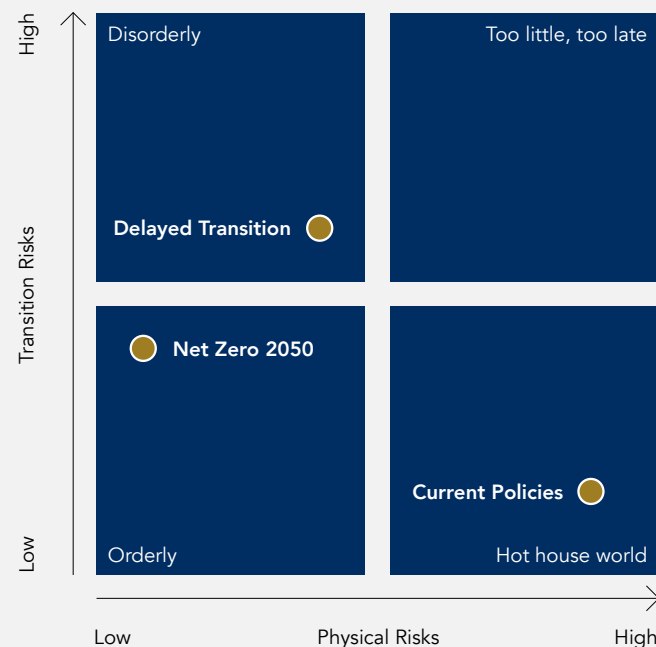 High
Transition Risks
Low
Disorderly
Too little, too late
Delayed Transition
Net Zero 2050
Current Policies
Orderly
Hot house world
Low
Physical Risks
High